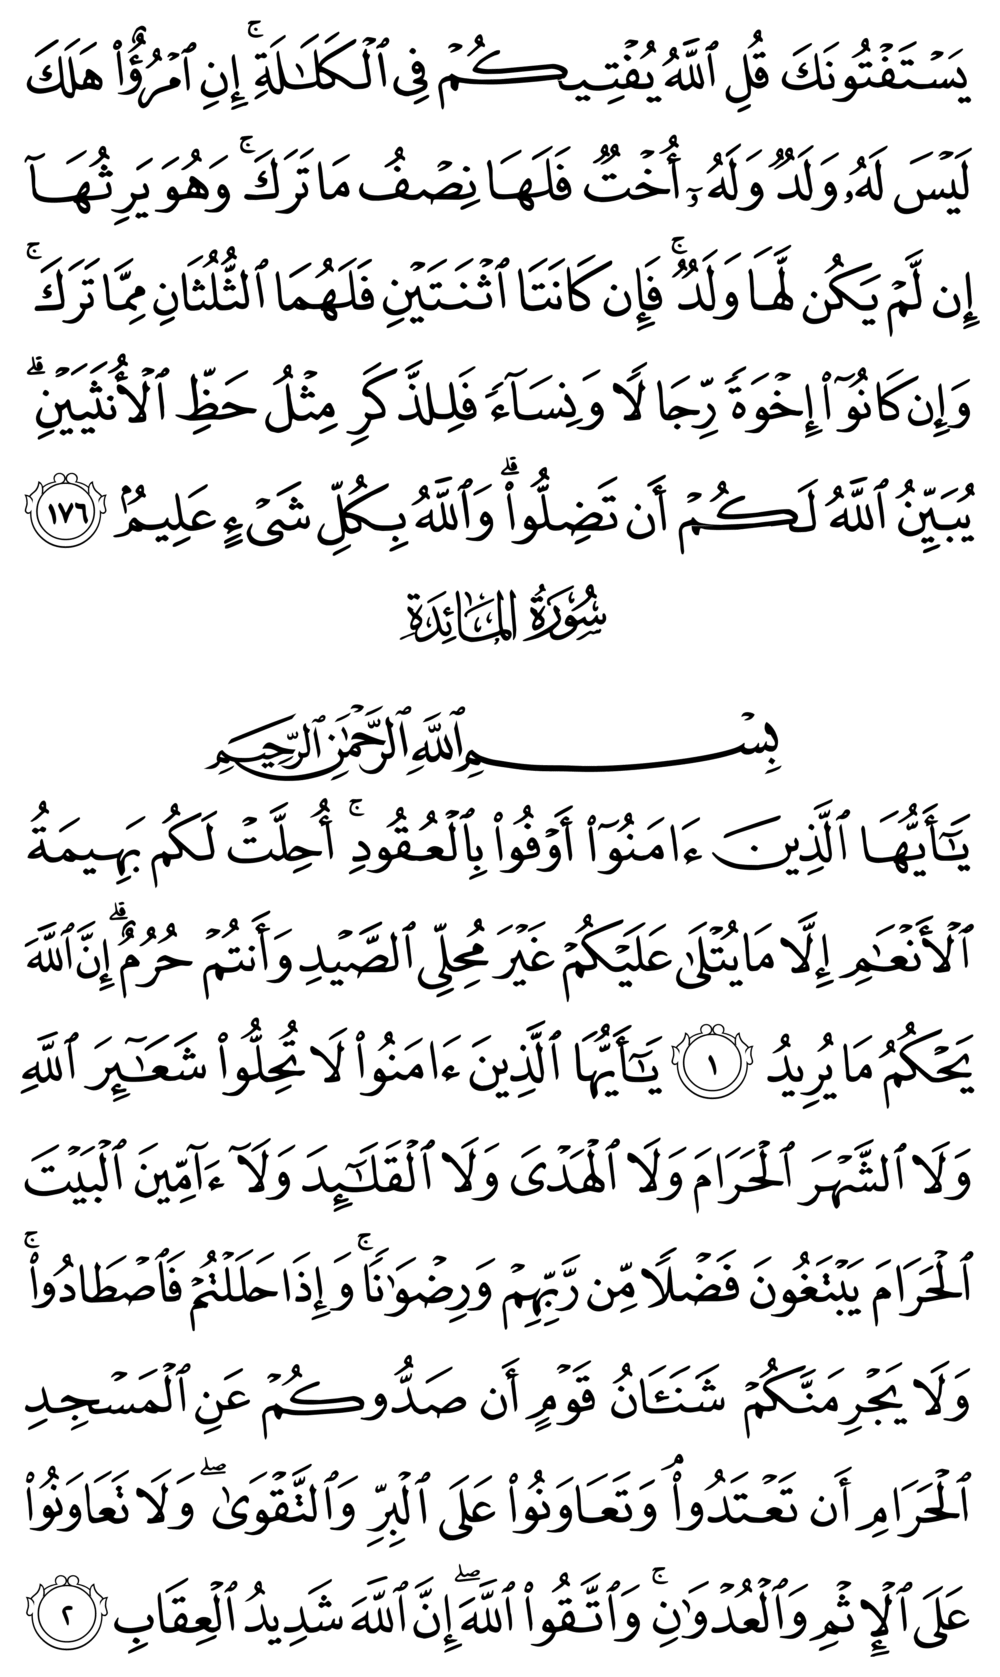 يَسۡتَفۡتُونَكَ قُلِ ٱللَّهُ يُفۡتِيكُمۡ فِي ٱلۡكَلَٰلَةِۚ إِنِ ٱمۡرُؤٌاْ هَلَكَ
لَيۡسَ لَهُۥ وَلَدٞ وَلَهُۥٓ أُخۡتٞ فَلَهَا نِصۡفُ مَا تَرَكَۚ وَهُوَ يَرِثُهَآ
إِن لَّمۡ يَكُن لَّهَا وَلَدٞۚ فَإِن كَانَتَا ٱثۡنَتَيۡنِ فَلَهُمَا ٱلثُّلُثَانِ مِمَّا تَرَكَۚ
وَإِن كَانُوٓاْ إِخۡوَةٗ رِّجَالٗا وَنِسَآءٗ فَلِلذَّكَرِ مِثۡلُ حَظِّ ٱلۡأُنثَيَيۡنِۗ
يُبَيِّنُ ٱللَّهُ لَكُمۡ أَن تَضِلُّواْۗ وَٱللَّهُ بِكُلِّ شَيۡءٍ عَلِيمُۢ ١٧٦
سُورَةُ المَائِدَةِ
بِسۡمِ ٱللَّهِ ٱلرَّحۡمَٰنِ ٱلرَّحِيمِ
يَٰٓأَيُّهَا ٱلَّذِينَ ءَامَنُوٓاْ أَوۡفُواْ بِٱلۡعُقُودِۚ أُحِلَّتۡ لَكُم بَهِيمَةُ
ٱلۡأَنۡعَٰمِ إِلَّا مَا يُتۡلَىٰ عَلَيۡكُمۡ غَيۡرَ مُحِلِّي ٱلصَّيۡدِ وَأَنتُمۡ حُرُمٌۗ إِنَّ ٱللَّهَ
يَحۡكُمُ مَا يُرِيدُ ١ يَٰٓأَيُّهَا ٱلَّذِينَ ءَامَنُواْ لَا تُحِلُّواْ شَعَٰٓئِرَ ٱللَّهِ
وَلَا ٱلشَّهۡرَ ٱلۡحَرَامَ وَلَا ٱلۡهَدۡيَ وَلَا ٱلۡقَلَٰٓئِدَ وَلَآ ءَآمِّينَ ٱلۡبَيۡتَ
ٱلۡحَرَامَ يَبۡتَغُونَ فَضۡلٗا مِّن رَّبِّهِمۡ وَرِضۡوَٰنٗاۚ وَإِذَا حَلَلۡتُمۡ فَٱصۡطَادُواْۚ
وَلَا يَجۡرِمَنَّكُمۡ شَنَـَٔانُ قَوۡمٍ أَن صَدُّوكُمۡ عَنِ ٱلۡمَسۡجِدِ
ٱلۡحَرَامِ أَن تَعۡتَدُواْۘ وَتَعَاوَنُواْ عَلَى ٱلۡبِرِّ وَٱلتَّقۡوَىٰۖ وَلَا تَعَاوَنُواْ
عَلَى ٱلۡإِثۡمِ وَٱلۡعُدۡوَٰنِۚ وَٱتَّقُواْ ٱللَّهَۖ إِنَّ ٱللَّهَ شَدِيدُ ٱلۡعِقَابِ ٢